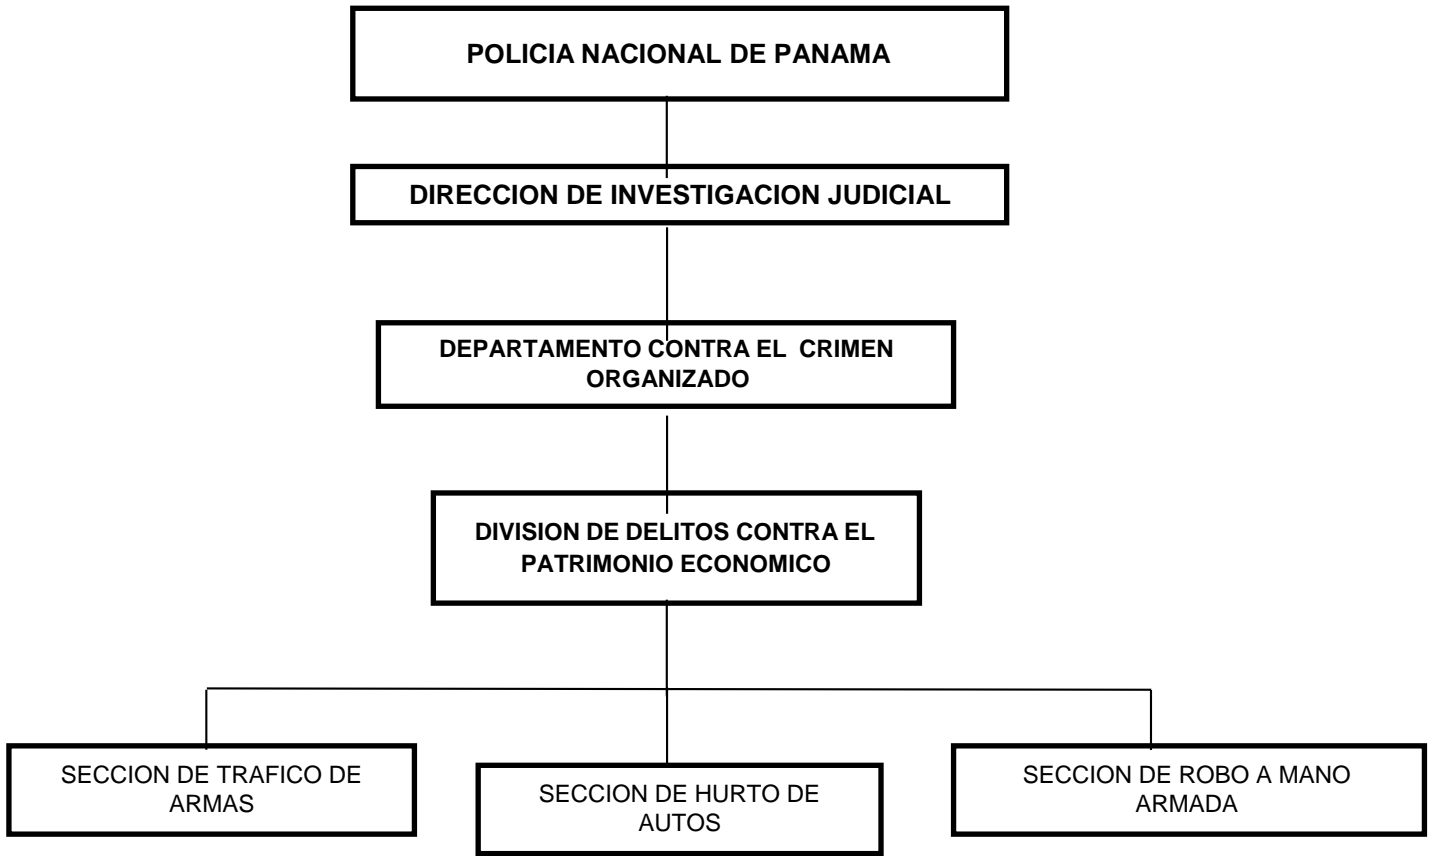 POLICIA NACIONAL DE PANAMA
DIRECCION DE INVESTIGACION JUDICIAL
DEPARTAMENTO CONTRA EL CRIMEN
ORGANIZADO
DIVISION DE DELITOS CONTRA EL
PATRIMONIO ECONOMICO
SECCION DE TRAFICO DE
ARMAS
SECCION DE HURTO DE
AUTOS
SECCION DE ROBO A MANO
ARMADA